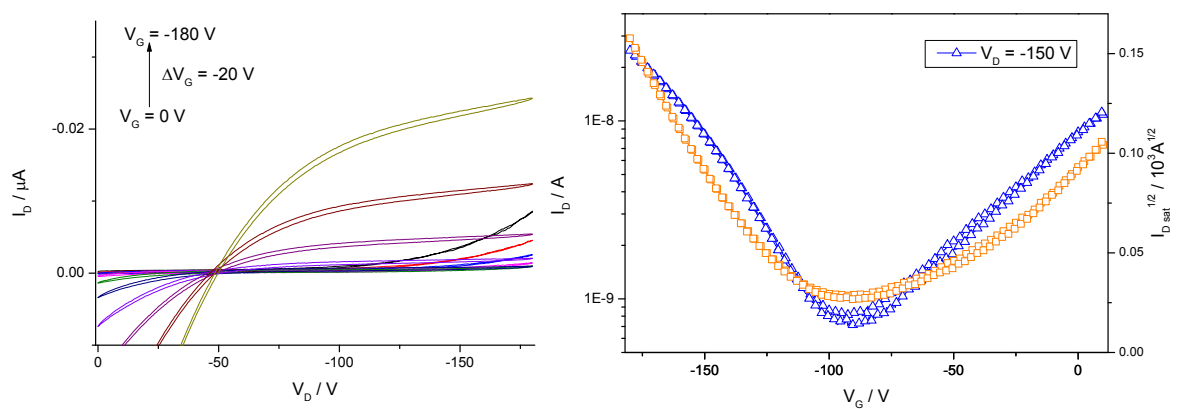 V_G = -180 V
ΔV_G = -20 V
V_G = 0 V
-0.02
0.00
I_D / μA
0
-50
-100
-150
V_D / V
V_D = -150 V
1E-8
1E-9
I_D / A
-150
-100
-50
0
V_G / V
0.15
0.10
0.05
0.00
I_D sat^1/2 / 10^3A^1/2